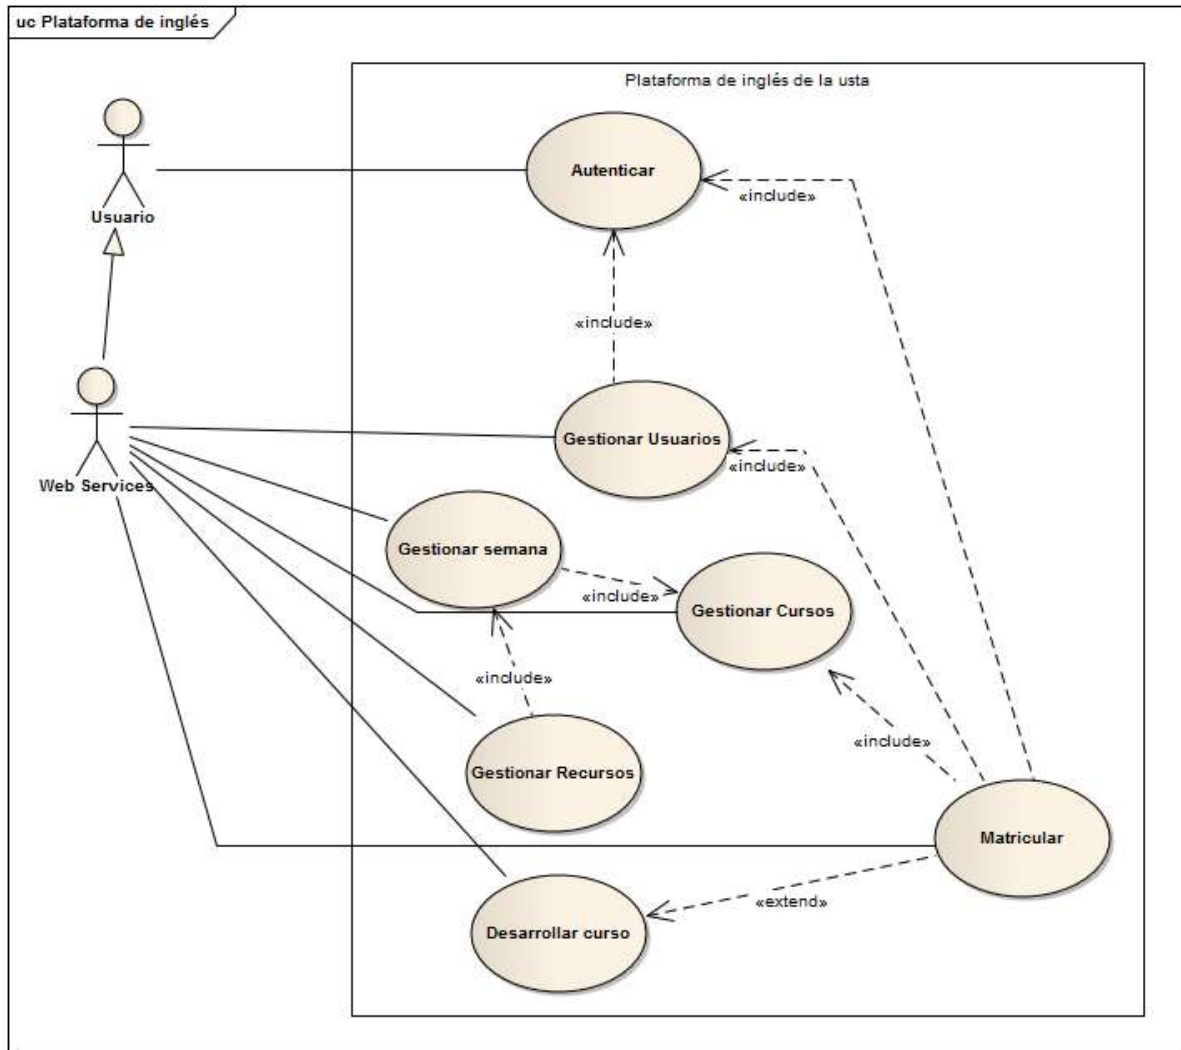 uc Plataforma de inglés
Plataforma de inglés de la usta
Autenticar
«include»
Usuario
«include»
Gestionar Usuarios
«include»
Web Services
Gestionar semana
«include»
Gestionar Cursos
«include»
«include»
Gestionar Recursos
Matricular
«extend»
Desarrollar curso